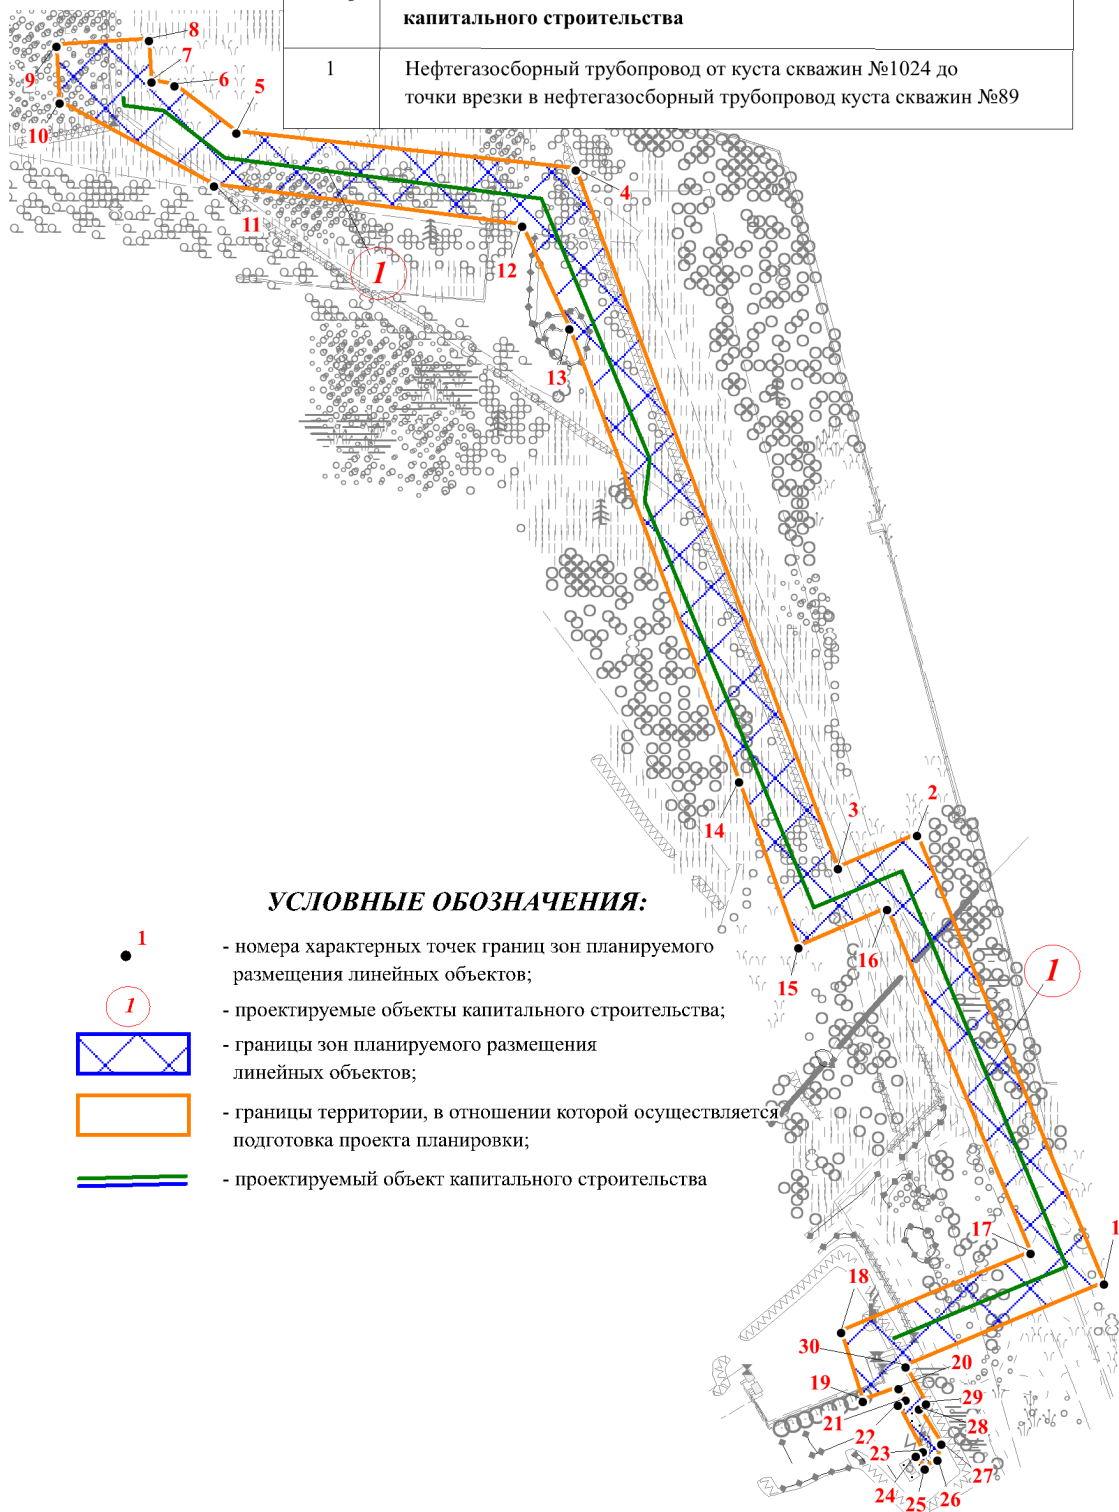 капитального строительства
1
Нефтегазосборный трубопровод от куста скважин №1024 до
точки врезки в нефтегазосборный трубопровод куста скважин №89
8
7
9
6
5
10
4
11
12
1
13
14
3
2
16
15
1
17
1
18
30
20
19
29
21
28
22
23
27
24
25
26
УСЛОВНЫЕ ОБОЗНАЧЕНИЯ:
1
- номера характерных точек границ зон планируемого
размещения линейных объектов;
1
- проектируемые объекты капитального строительства;
- границы зон планируемого размещения
линейных объектов;
- границы территории, в отношении которой осуществляется
подготовка проекта планировки;
- проектируемый объект капитального строительства